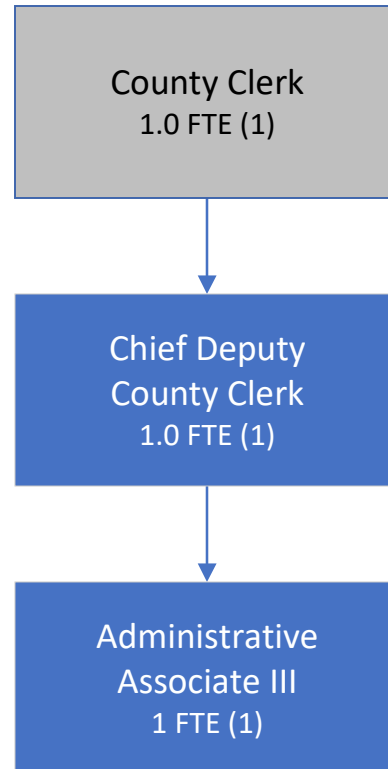 County Clerk
1.0 FTE (1)
Chief Deputy
County Clerk
1.0 FTE (1)
Administrative
Associate III
1 FTE (1)